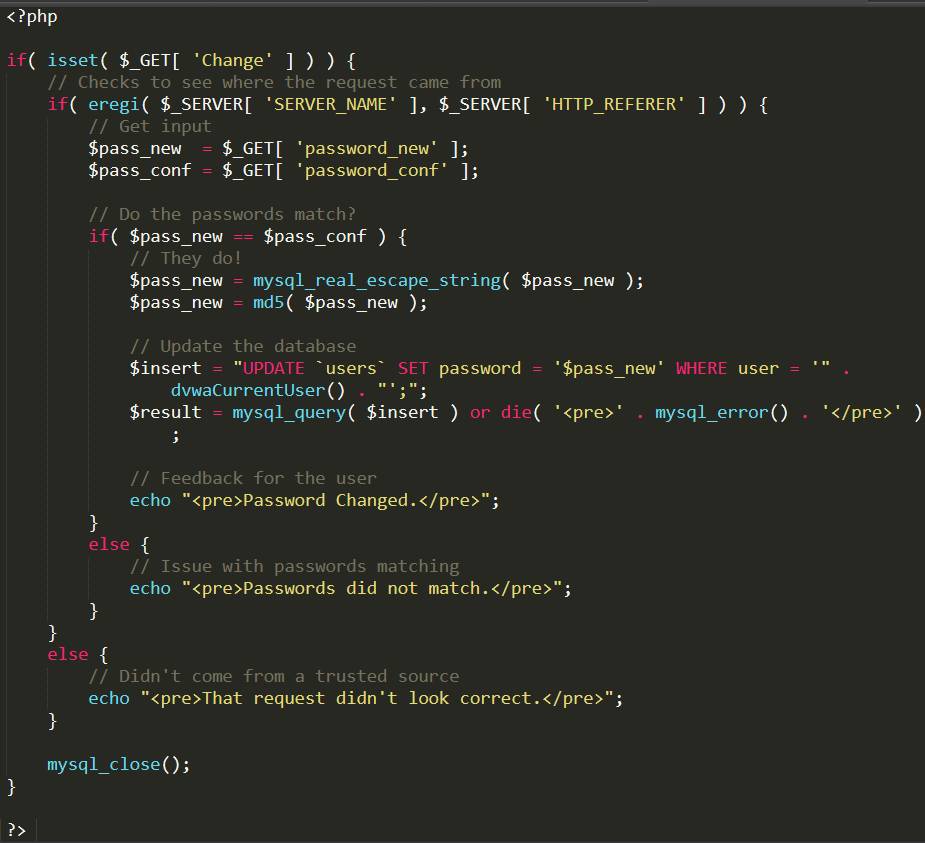 <?php
if( isset( $_GET[ 'Change' ] ) ) {
// Checks to see where the request came from
if( eregi( $_SERVER[ 'SERVER_NAME' ], $_SERVER[ 'HTTP_REFERER' ] ) ) {
// Get input
$pass_new  = $_GET[ 'password_new' ];
$pass_conf = $_GET[ 'password_conf' ];
// Do the passwords match?
if( $pass_new == $pass_conf ) {
// They do!
$pass_new = mysql_real_escape_string( $pass_new );
$pass_new = md5( $pass_new );
// Update the database
$insert = "UPDATE `users` SET password = '$pass_new' WHERE user = '" .
dvwaCurrentUser() . "';";
$result = mysql_query( $insert ) or die( '<pre>' . mysql_error() . '</pre>' )
;
// Feedback for the user
echo "<pre>Password Changed.</pre>";
}
else {
// Issue with passwords matching
echo "<pre>Passwords did not match.</pre>";
}
}
else {
// Didn't come from a trusted source
echo "<pre>That request didn't look correct.</pre>";
}
mysql_close();
}
?>